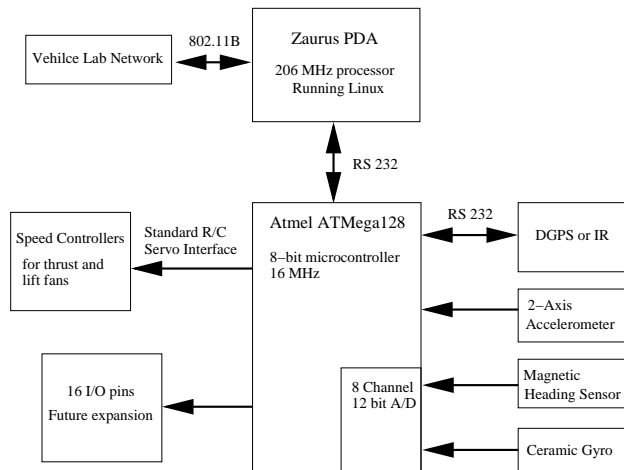 802.11B
Vehilce Lab Network
Zaurus PDA
206 MHz processor
Running Linux
RS 232
Atmel ATMega128
8–bit microcontroller
16 MHz
Standard R/C
Servo Interface
Speed Controllers
for thrust and
lift fans
RS 232
DGPS or IR
2–Axis
Accelerometer
16 I/O pins
Future expansion
8 Channel
12 bit A/D
Magnetic
Heading Sensor
Ceramic Gyro